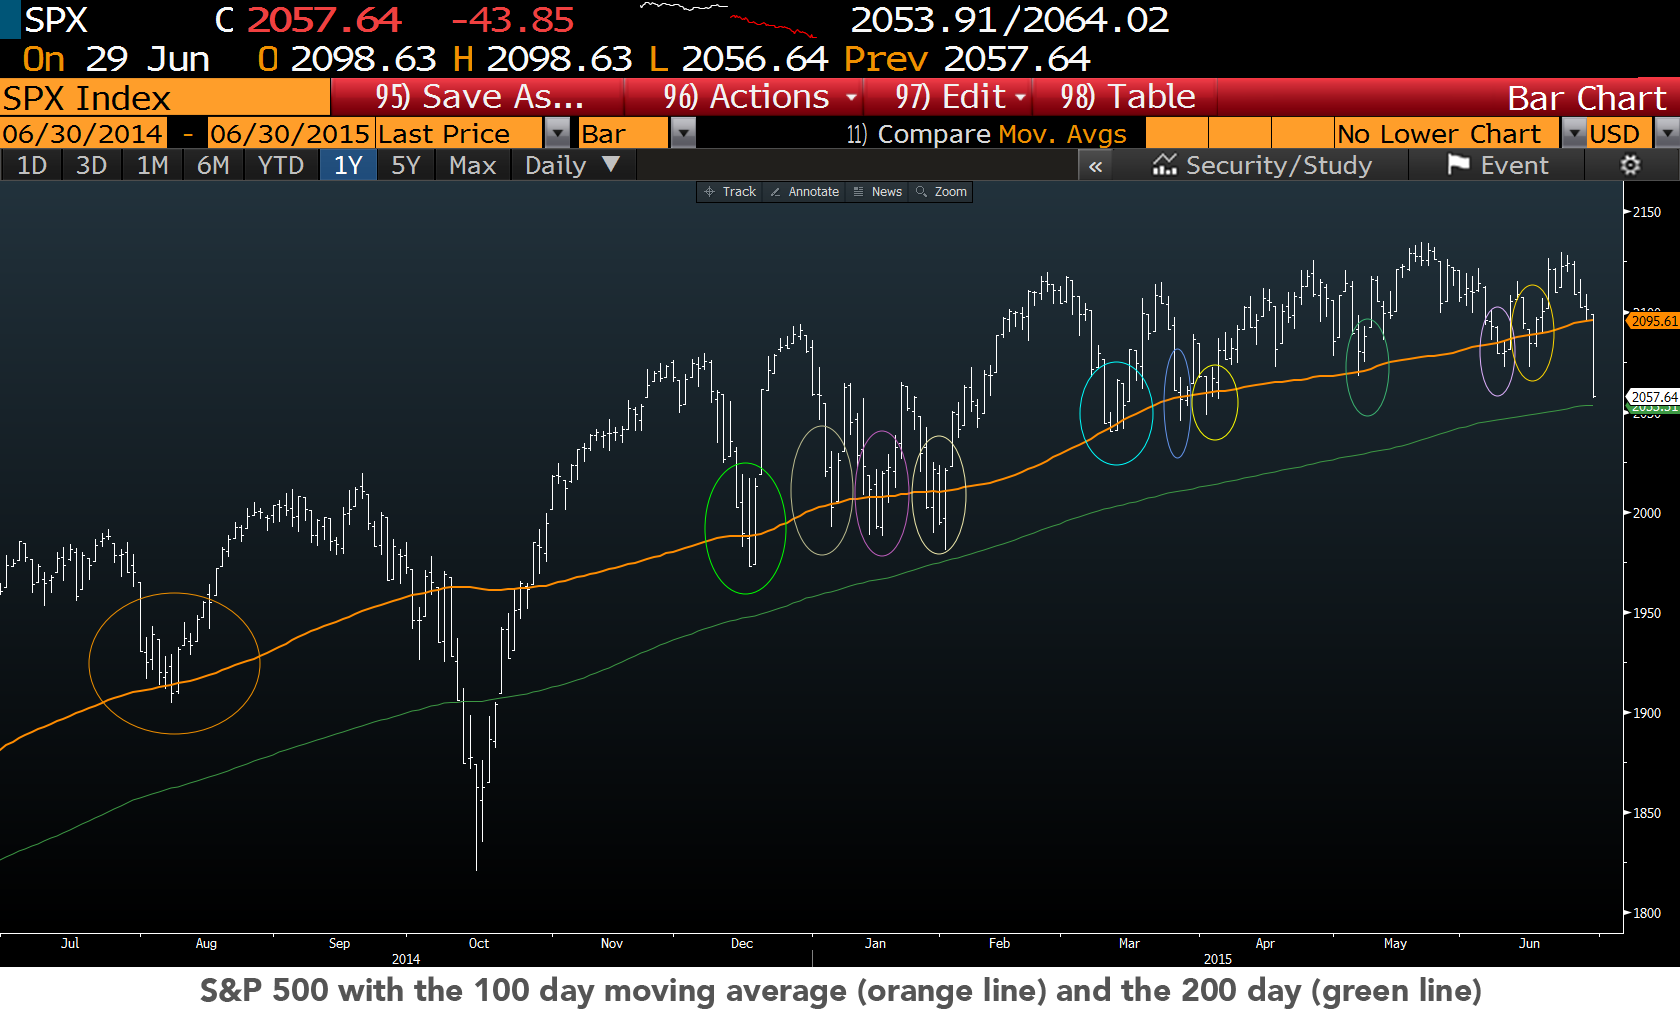 SPX C 2057.64 -43.85 2053.91/2064.02
On 29 Jun O 2098.63 H 2098.63 L 2056.64 Prev 2057.64
SPX Index 95) Save As... 96) Actions 97) Edit 98) Table Bar Chart
06/30/2014 - 06/30/2015 Last Price Bar 11) Compare Mov. Avgs No Lower Chart USD
1D 3D 1M 6M YTD 1Y 5Y Max Daily ▼ « Security/Study Event
Track Annotate News Zoom
2150
2095.61
2057.64
2000
1950
1900
1850
1800
Jul Aug Sep Oct Nov Dec Jan Feb Mar Apr May Jun
2014 2015
S&P 500 with the 100 day moving average (orange line) and the 200 day (green line)